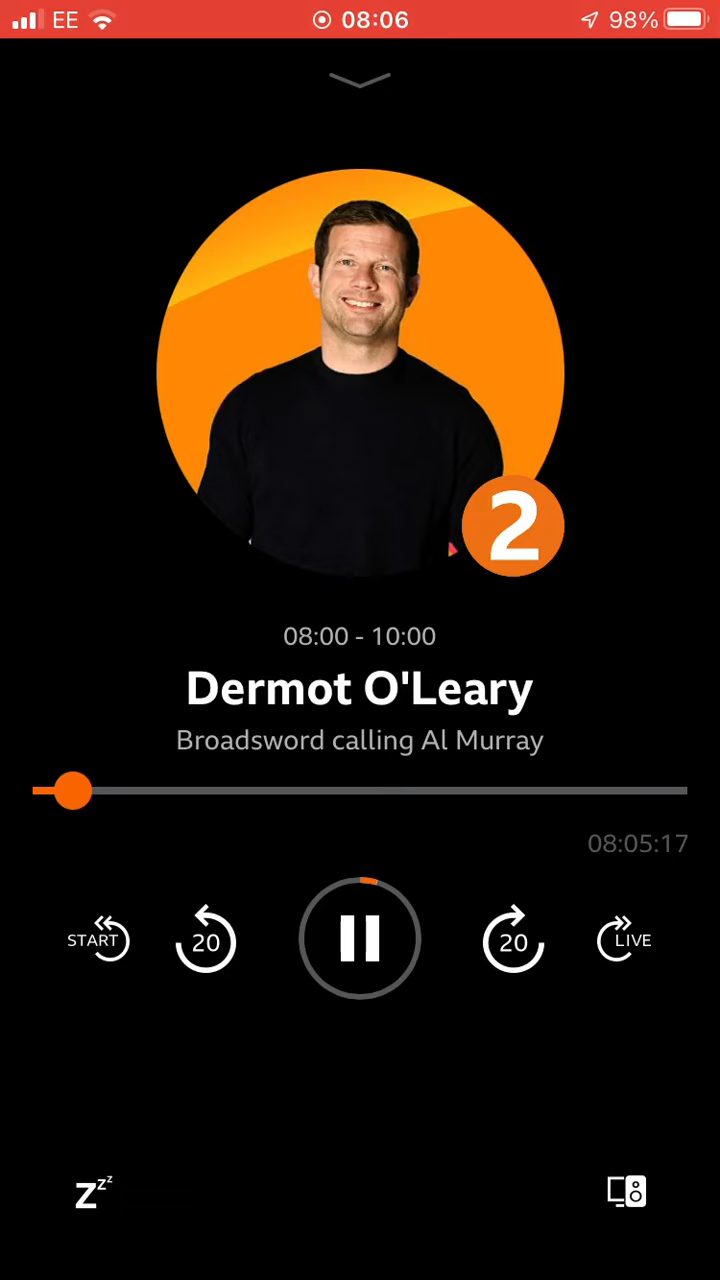 EE 08:06 98%
2
08:00 - 10:00
Dermot O'Leary
Broadsword calling Al Murray
08:05:17
START 20 20 LIVE
Zzz